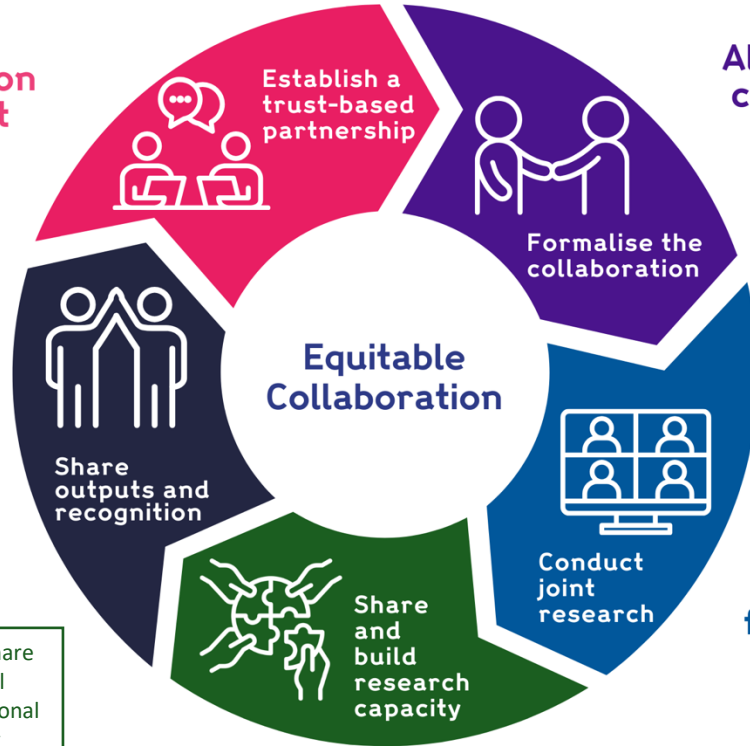 Establish a
trust-based
partnership
Formalise the
collaboration
Equitable
Collaboration
Conduct
joint
research
Share
and
build
research
capacity
Share
outputs and
recognition